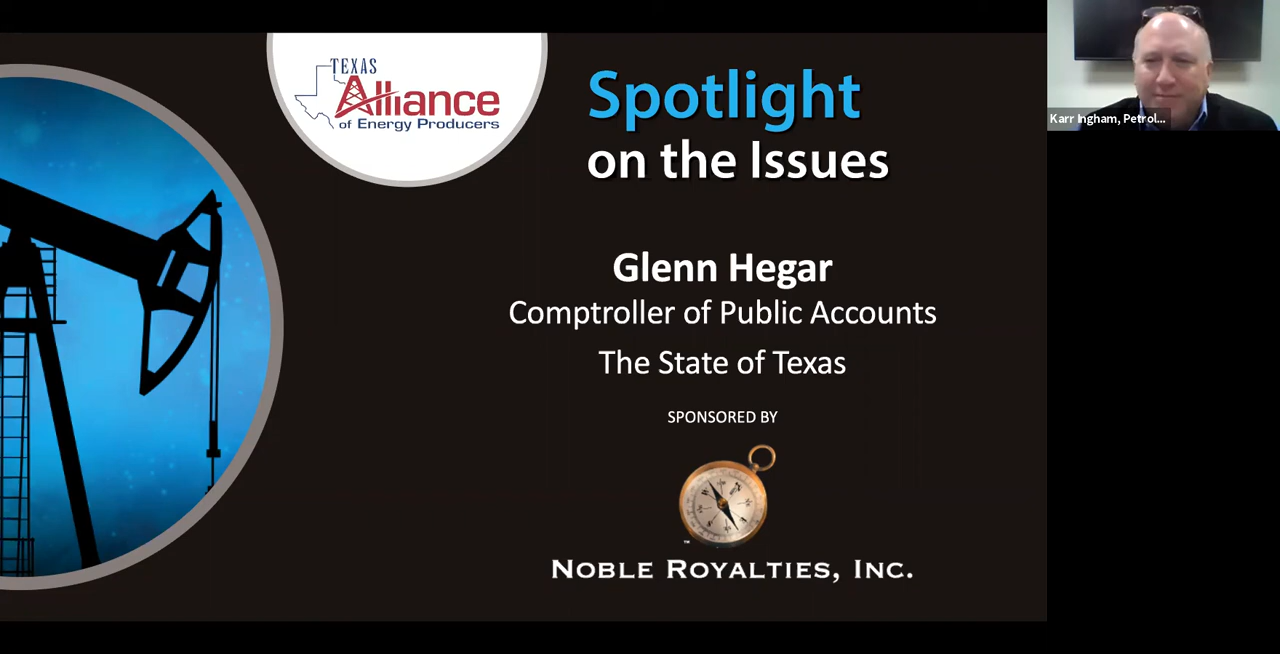 TEXAS
Alliance
of Energy Producers
Spotlight
on the Issues
Glenn Hegar
Comptroller of Public Accounts
The State of Texas
SPONSORED BY
NOBLE ROYALTIES, INC.
Karr Ingham, Petrol...